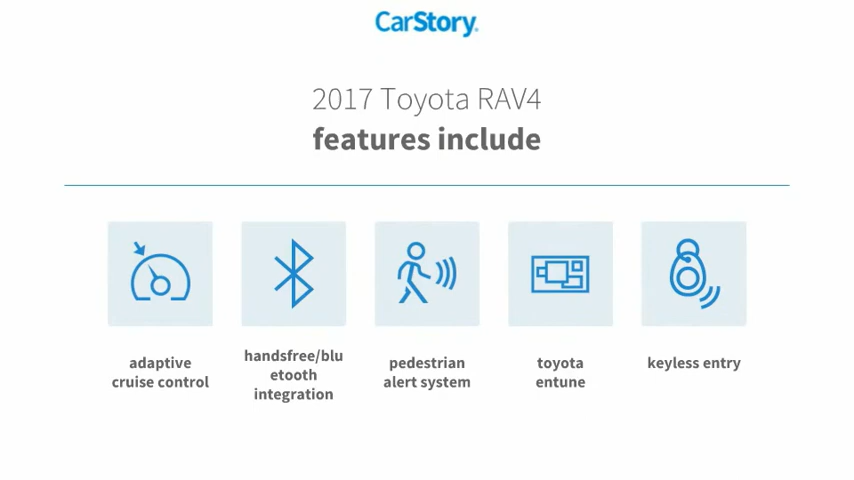 CarStory.
2017 Toyota RAV4
features include
adaptive
cruise control
handsfree/blu
etooth
integration
pedestrian
alert system
toyota
entune
keyless entry